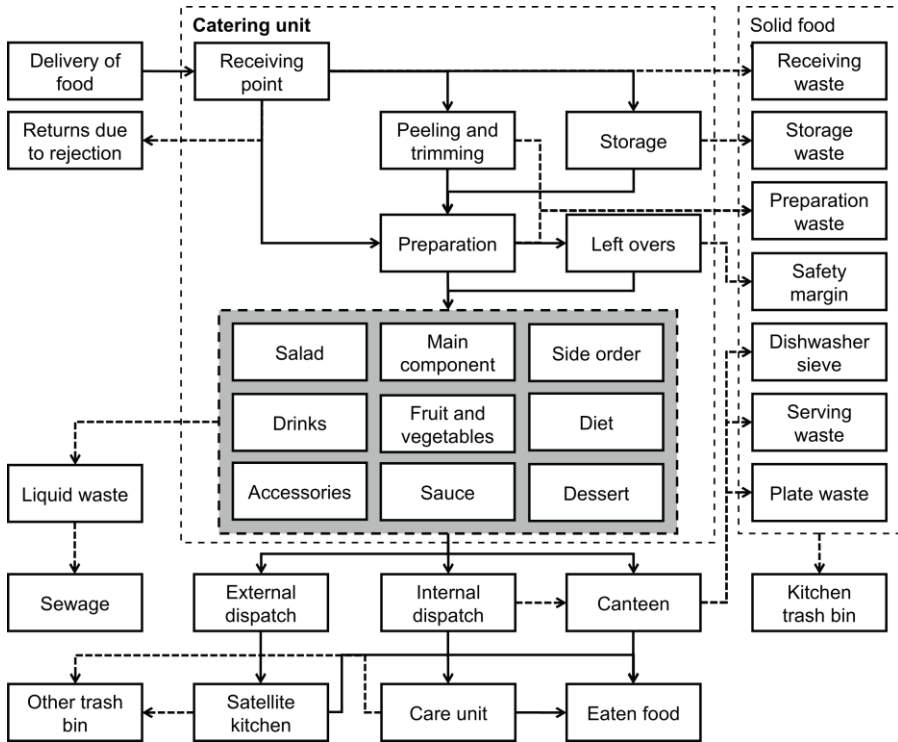 Catering unit
Solid food
Delivery of
food
Receiving
point
Receiving
waste
Returns due
to rejection
Peeling and
trimming
Storage
Storage
waste
Preparation
waste
Preparation
Left overs
Safety
margin
Salad
Main
component
Side order
Dishwasher
sieve
Drinks
Fruit and
vegetables
Diet
Serving
waste
Liquid waste
Accessories
Sauce
Dessert
Plate waste
Sewage
External
dispatch
Internal
dispatch
Canteen
Kitchen
trash bin
Other trash
bin
Satellite
kitchen
Care unit
Eaten food